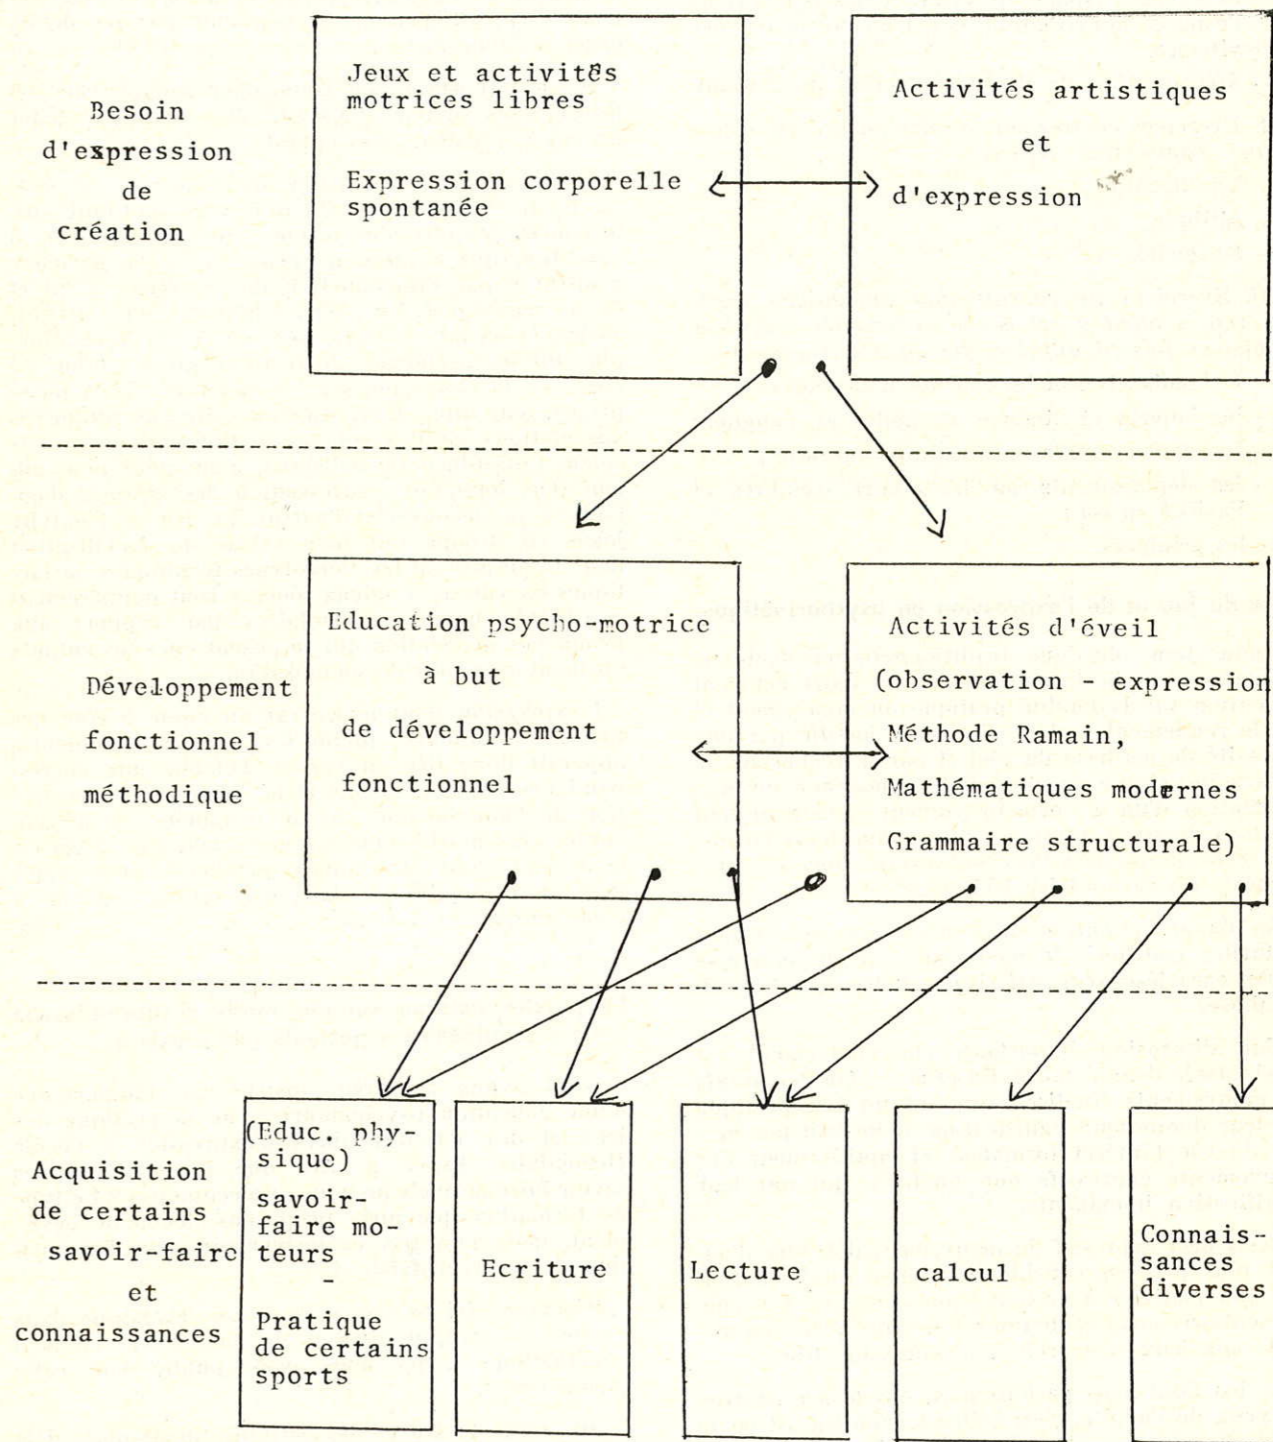 Besoin
d'expression
de
création
Jeux et activités
motrices libres
Expression corporelle
spontanée
Activités artistiques
et
d'expression
Développement
fonctionnel
méthodique
Education psycho-motrice
à but
de développement
fonctionnel
Activités d'éveil
(observation - expression
Méthode Ramain,
Mathématiques modernes
Grammaire structurale)
Acquisition
de certains
savoir-faire
et
connaissances
(Educ. phy-
sique)
savoir-
faire mo-
teurs
-
Pratique
de certains
sports
Ecriture
Lecture
calcul
Connais-
sances
diverses